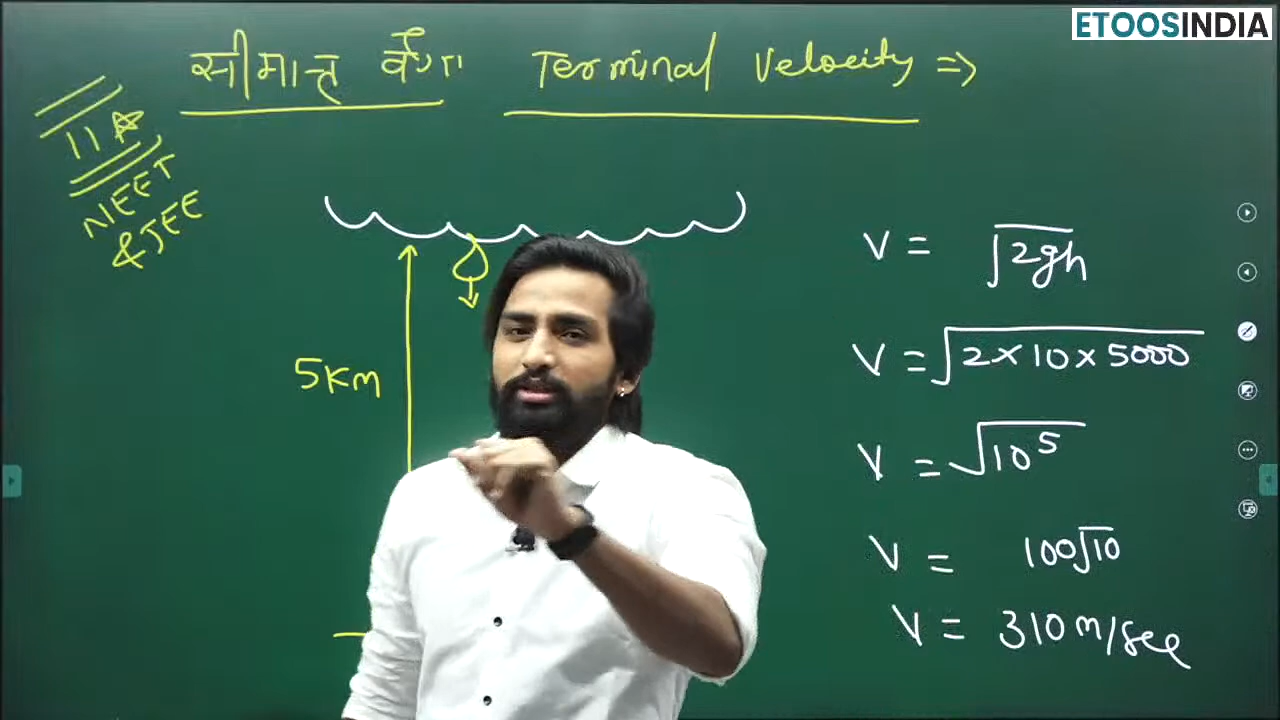 ETOOSINDIA
सीमान्त वेग Terminal Velocity =>
11
NEET
& JEE
5Km
V = √2gh
V = √2×10×5000
V = √10⁵
V = 100√10
V = 310 m/sec